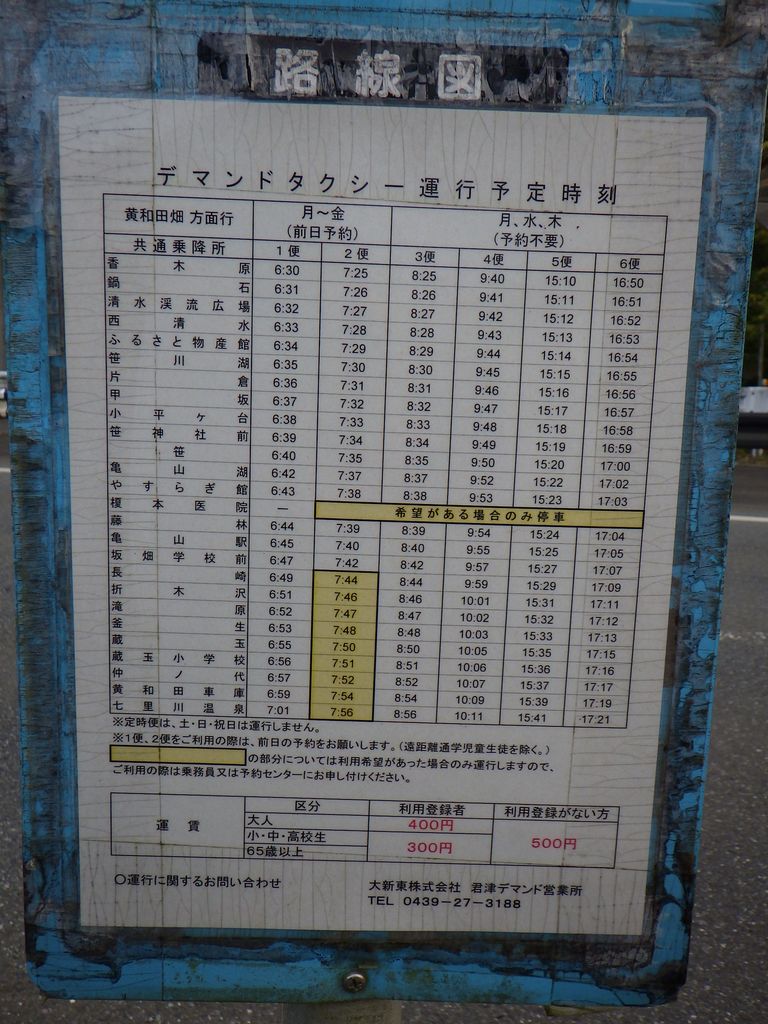 路線図
デマンドタクシー運行予定時刻
黄和田畑 方面行 月～金 (前日予約) 月、水、木 (予約不要)
共通乗降所 1便 2便 3便 4便 5便 6便
香木原 6:30 7:25 8:25 9:40 15:10 16:50
鍋石 6:31 7:26 8:26 9:41 15:11 16:51
清水渓流広場 6:32 7:27 8:27 9:42 15:12 16:52
西清水 6:33 7:28 8:28 9:43 15:13 16:53
ふるさと物産館 6:34 7:29 8:29 9:44 15:14 16:54
笹川湖 6:35 7:30 8:30 9:45 15:15 16:55
片倉 6:36 7:31 8:31 9:46 15:16 16:56
甲坂 6:37 7:32 8:32 9:47 15:17 16:57
小平ヶ台 6:38 7:33 8:33 9:48 15:18 16:58
笹神社前 6:39 7:34 8:34 9:49 15:19 16:59
笹 6:40 7:35 8:35 9:50 15:20 17:00
亀山湖 6:42 7:37 8:37 9:52 15:22 17:02
やすらぎ館 6:43 7:38 8:38 9:53 15:23 17:03
榎本医院 ― 希望がある場合のみ停車
藤林 6:44 7:39 8:39 9:54 15:24 17:04
亀山駅 6:45 7:40 8:40 9:55 15:25 17:05
坂畑学校前 6:47 7:42 8:42 9:57 15:27 17:07
長崎 6:49 7:44 8:44 9:59 15:29 17:09
折木沢 6:51 7:46 8:46 10:01 15:31 17:11
滝原 6:52 7:47 8:47 10:02 15:32 17:12
釜生 6:53 7:48 8:48 10:03 15:33 17:13
蔵玉 6:55 7:50 8:50 10:05 15:35 17:15
蔵玉小学校 6:56 7:51 8:51 10:06 15:36 17:16
仲ノ代 6:57 7:52 8:52 10:07 15:37 17:17
黄和田車庫 6:59 7:54 8:54 10:09 15:39 17:19
七里川温泉 7:01 7:56 8:56 10:11 15:41 17:21
※定時便は、土・日・祝日は運行しません。
※1便、2便をご利用の際は、前日の予約をお願いします。（遠距離通学児童生徒を除く。）
の部分については利用希望があった場合のみ運行しますので、
ご利用の際は乗務員又は予約センターにお申し付けください。
運賃 区分 利用登録者 利用登録がない方
大人 400円
小・中・高校生 300円 500円
65歳以上
○運行に関するお問い合わせ 大新東株式会社 君津デマンド営業所
TEL 0439-27-3188